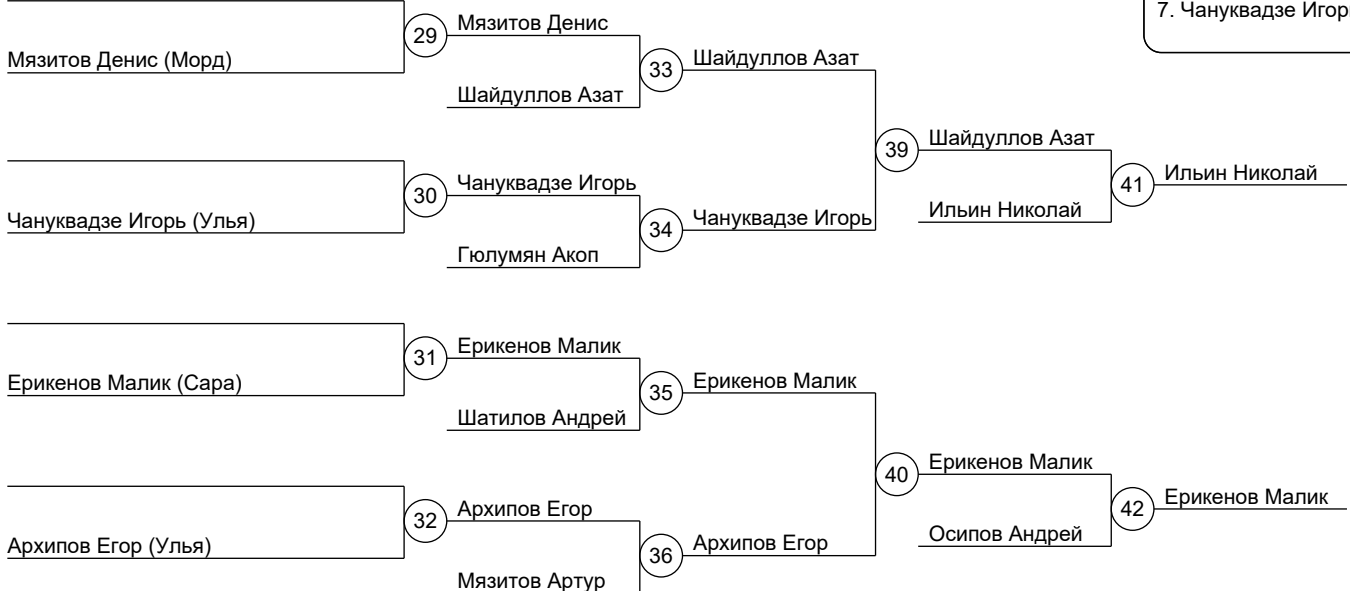 7. Чануквадзе Игорь
29
Мязитов Денис
Мязитов Денис (Морд)
33
Шайдуллов Азат
Шайдуллов Азат
39
Шайдуллов Азат
30
Чануквадзе Игорь
41
Ильин Николай
Чануквадзе Игорь (Улья)
34
Чануквадзе Игорь
Ильин Николай
Гюлумян Акоп
31
Ерикенов Малик
Ерикенов Малик (Сара)
35
Ерикенов Малик
Шатилов Андрей
40
Ерикенов Малик
32
Архипов Егор
42
Ерикенов Малик
Архипов Егор (Улья)
36
Архипов Егор
Осипов Андрей
Мязитов Артур